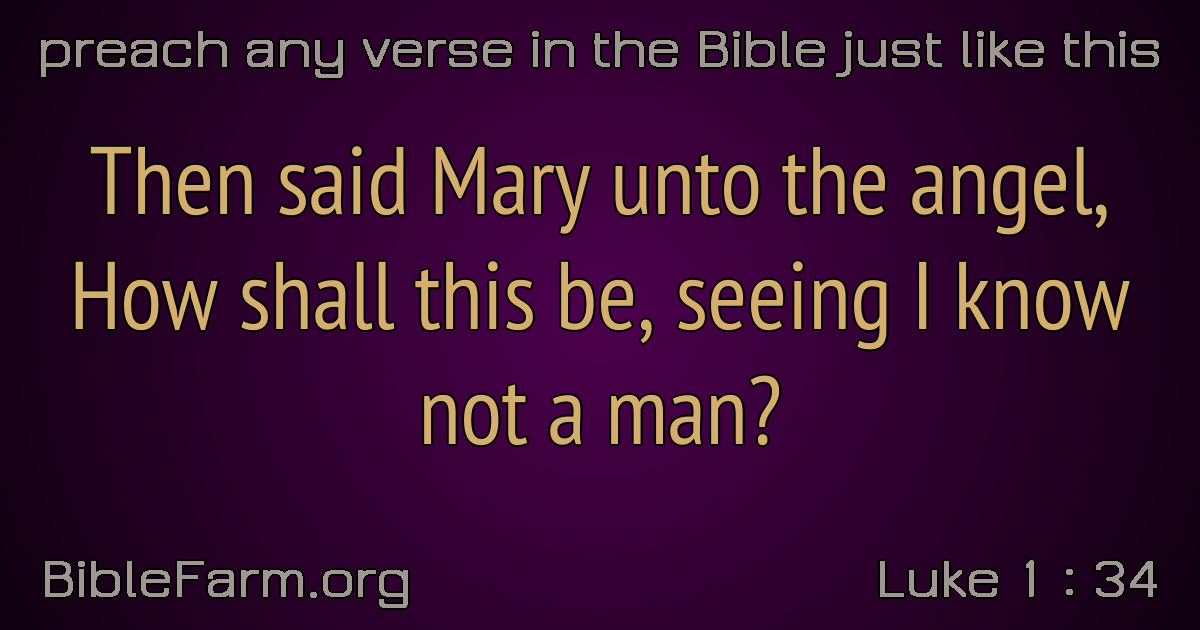 preach any verse in the Bible just like this
Then said Mary unto the angel,
How shall this be, seeing I know
not a man?
BibleFarm.org
Luke 1 : 34